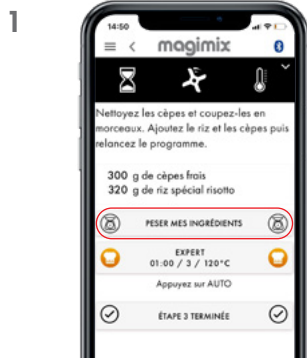 1
14:50
magimix
Nettoyez les cèpes et coupez-les en
morceaux. Ajoutez le riz et les cèpes puis
relancez le programme.
300 g de cèpes frais
320 g de riz spécial risotto
PESER MES INGRÉDIENTS
EXPERT
01:00 / 3 / 120°C
Appuyez sur AUTO
ÉTAPE 3 TERMINÉE